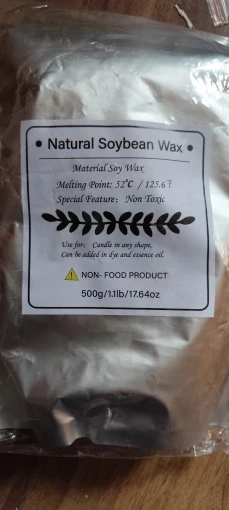 • Natural Soybean Wax •
Material Soy Wax
Melting Point: 52℃ / 125.6℉
Special Feature: Non Toxic
Use for: Candle in any shape,
Can be added in dye and essence oil.
NON- FOOD PRODUCT
500g/1.1lb/17.64oz